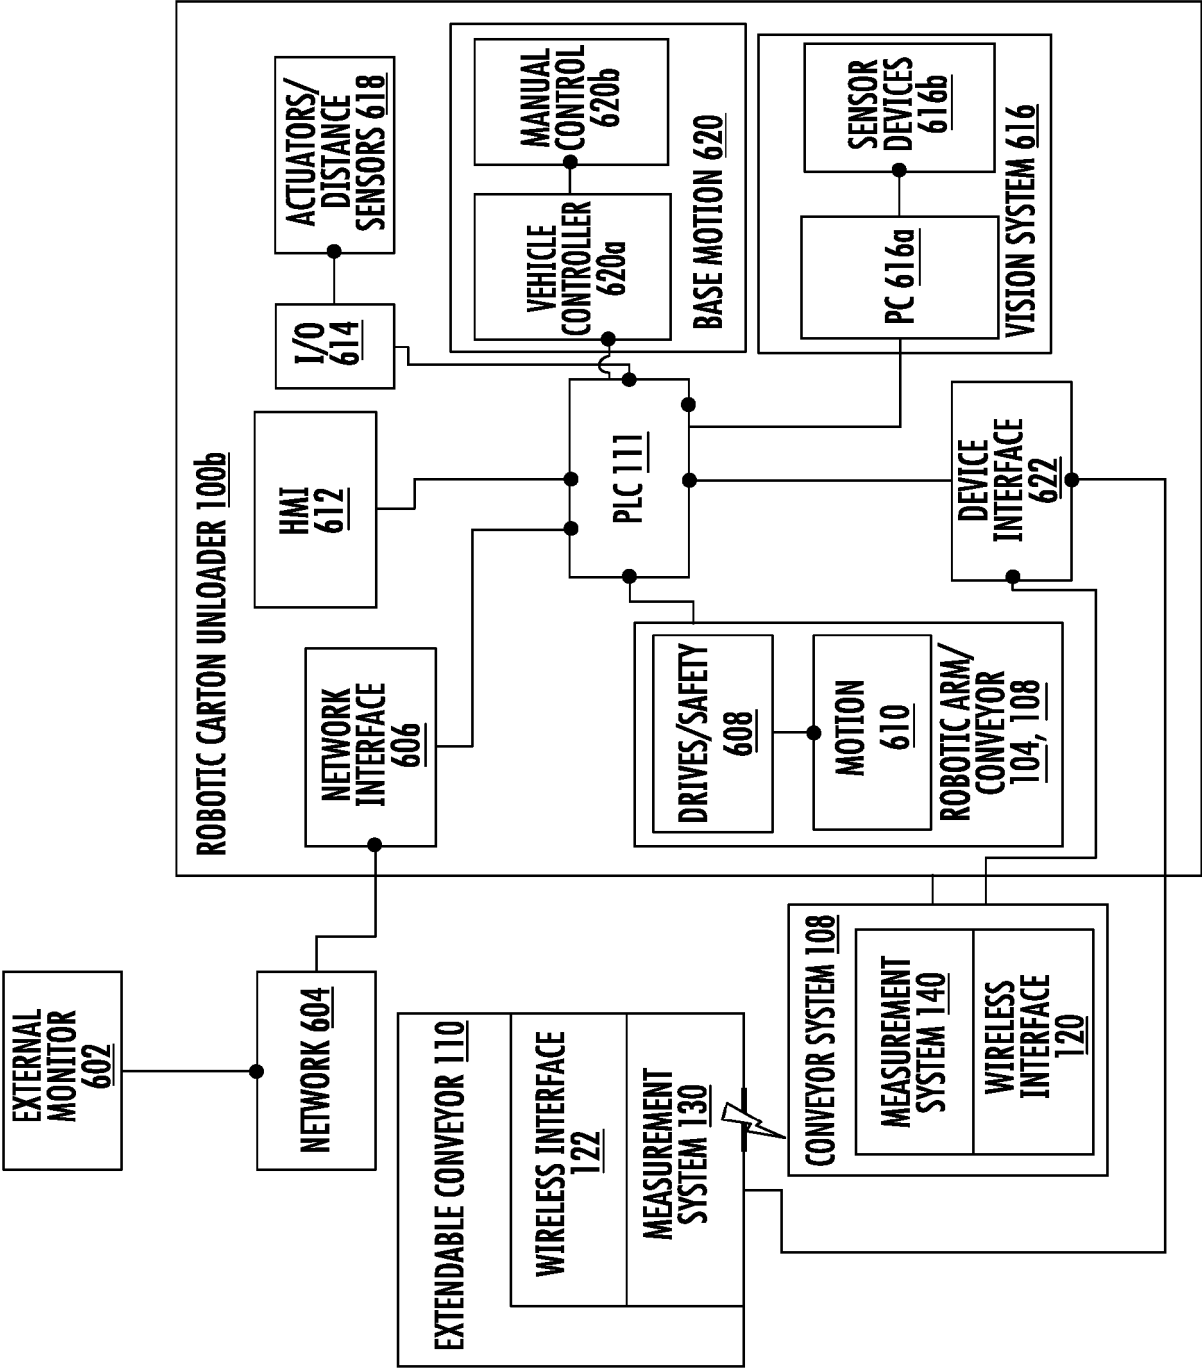 EXTERNAL
MONITOR
602
NETWORK 604
EXTENDABLE CONVEYOR 110
WIRELESS INTERFACE
122
MEASUREMENT
SYSTEM 130
CONVEYOR SYSTEM 108
MEASUREMENT
SYSTEM 140
WIRELESS
INTERFACE
120
ROBOTIC CARTON UNLOADER 100b
NETWORK
INTERFACE
606
HMI
612
I/O
614
ACTUATORS/
DISTANCE
SENSORS 618
DRIVES/SAFETY
608
MOTION
610
ROBOTIC ARM/
CONVEYOR
104, 108
PLC 111
VEHICLE
CONTROLLER
620a
MANUAL
CONTROL
620b
BASE MOTION 620
PC 616a
SENSOR
DEVICES
616b
VISION SYSTEM 616
DEVICE
INTERFACE
622